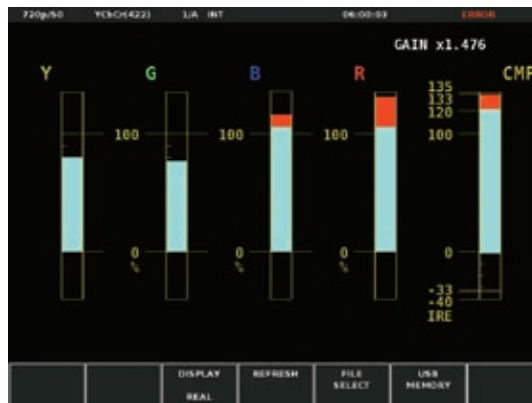 720p/50 YCbCr(422) 1/A INT 06:00:03 ERROR
GAIN x1.476
Y G B R CMP
135
133
120
100 100 100 100
0 0 0 0
% % %
-33
-40
IRE
DISPLAY REFRESH FILE SELECT USB MEMORY
REAL